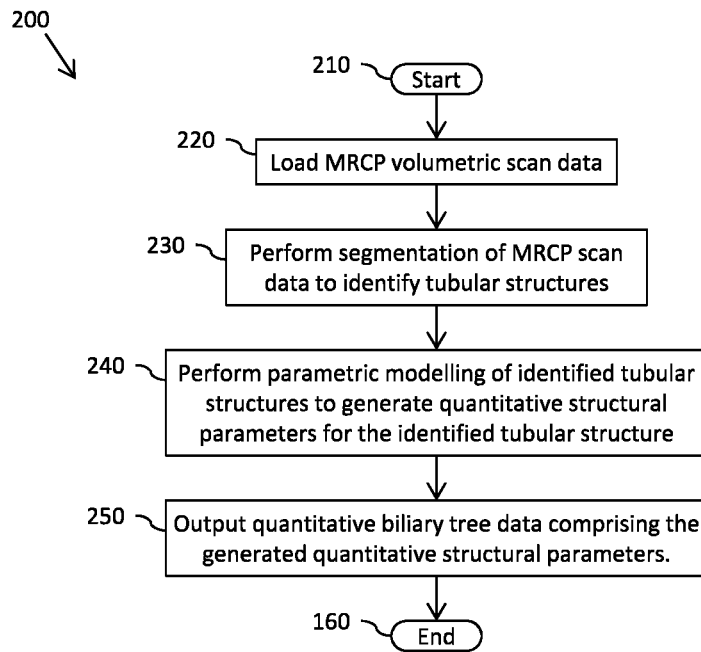 200
210
Start
220
Load MRCP volumetric scan data
230
Perform segmentation of MRCP scan
data to identify tubular structures
240
Perform parametric modelling of identified tubular
structures to generate quantitative structural
parameters for the identified tubular structure
250
Output quantitative biliary tree data comprising the
generated quantitative structural parameters.
160
End